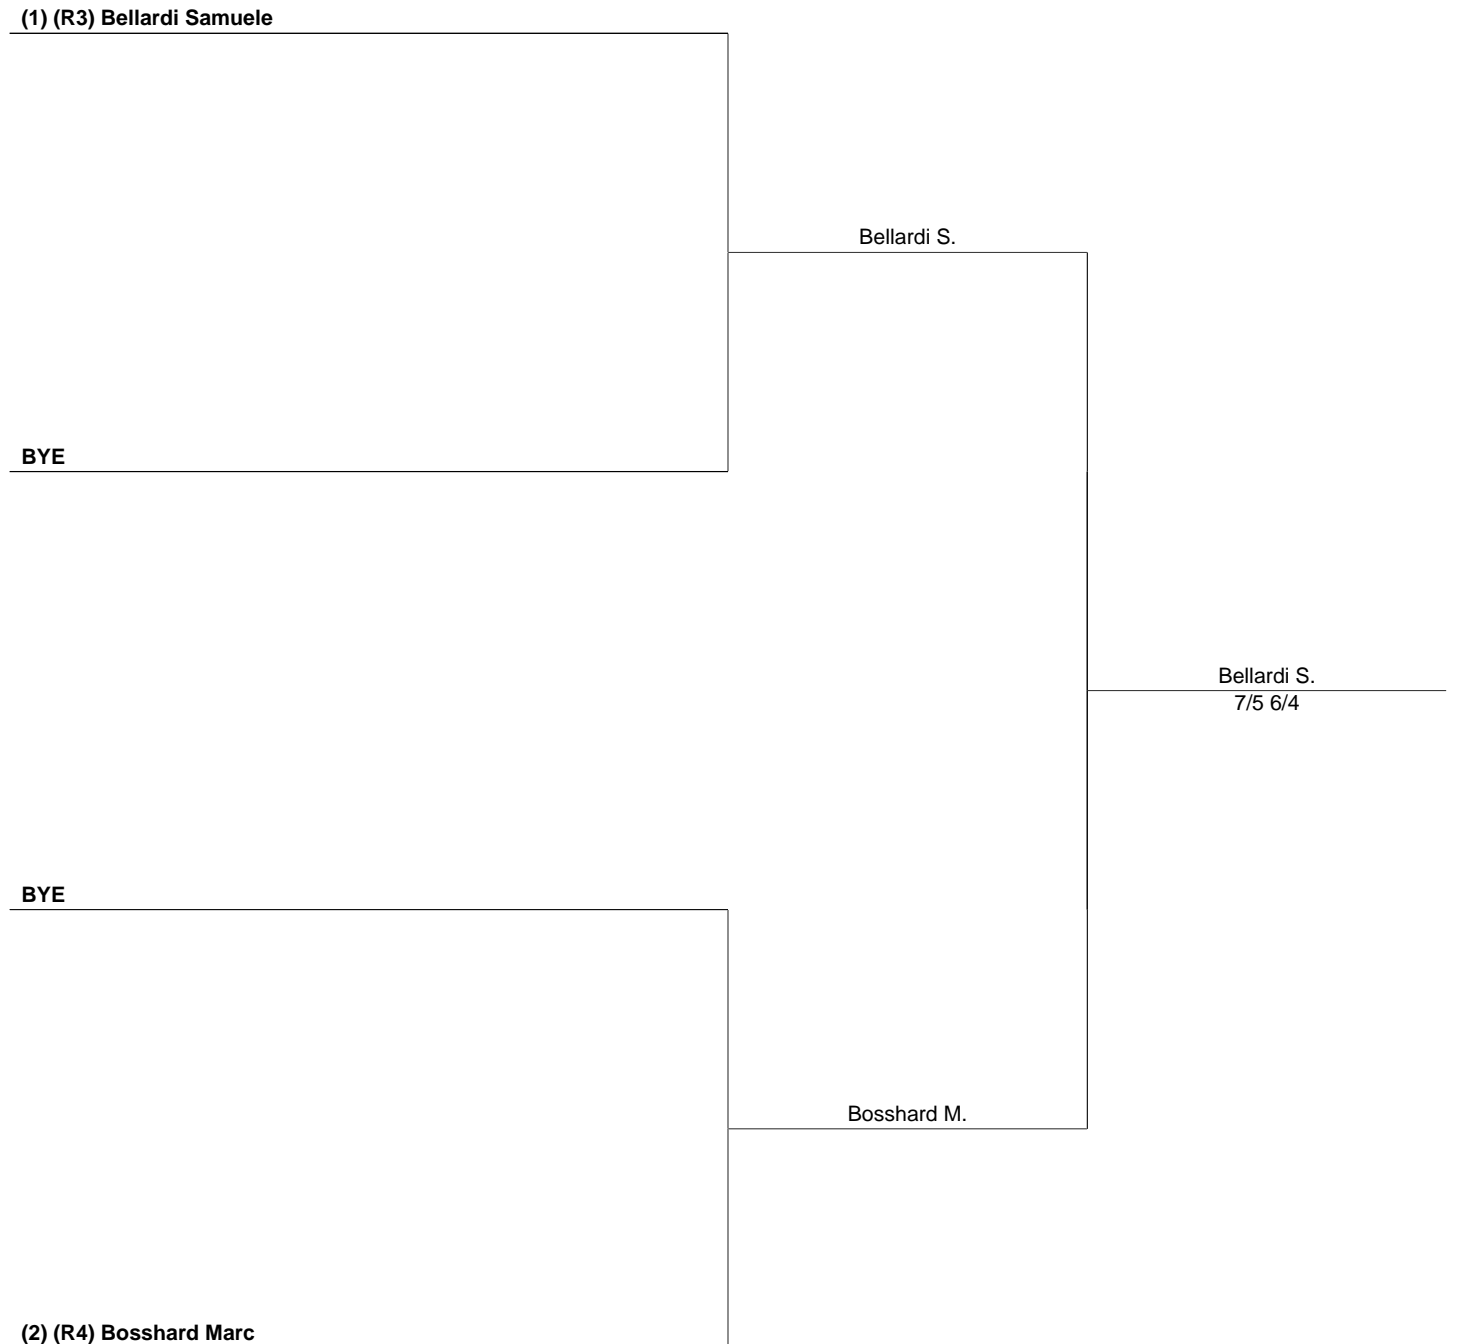 (1) (R3) Bellardi Samuele
Bellardi S.
BYE
Bellardi S.
7/5 6/4
BYE
Bosshard M.
(2) (R4) Bosshard Marc